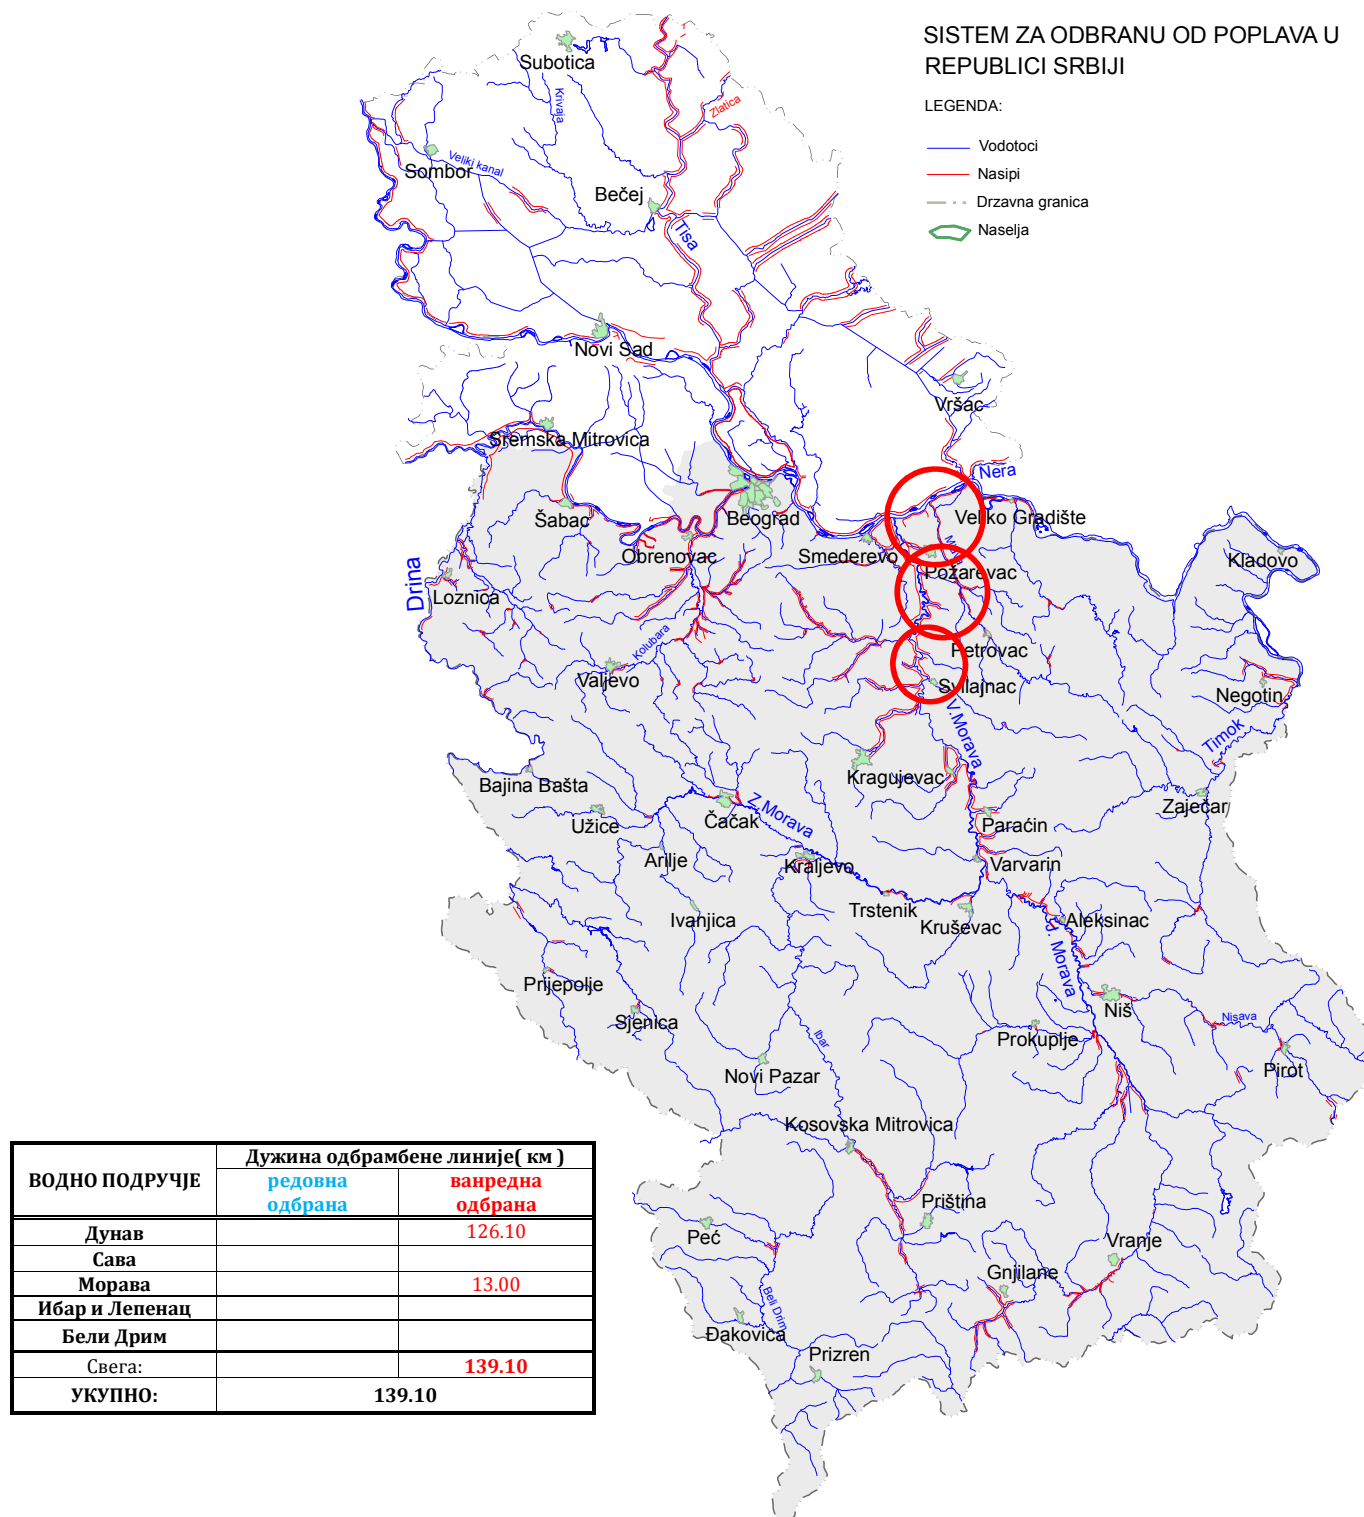 SISTEM ZA ODBRANU OD POPLAVA U
REPUBLICI SRBIJI
LEGENDA:
Vodotoci
Nasipi
Drzavna granica
Naselja
Subotica
Krivaja
Zlatica
Sombor
Veliki kanal
Bečej
Tisa
Novi Sad
Vršac
Sremska Mitrovica
Nera
Šabac
Beograd
Veliko Gradište
Obrenovac
Smederevo
Kladovo
Požarevac
Drina
Loznica
Kolubara
Petrovac
Valjevo
Svilajnac
Negotin
V.Morava
Timok
Kragujevac
Bajina Bašta
Zaječar
Užice
Čačak
Z.Morava
Paraćin
Arilje
Kraljevo
Varvarin
Trstenik
Ivanjica
Kruševac
Aleksinac
J. Morava
Prijepolje
Niš
Sjenica
Nisava
Ibar
Prokuplje
Pirot
Novi Pazar
Kosovska Mitrovica
Priština
Peć
Vranje
Gnjilane
Beli Drim
Đakovica
Prizren
ВОДНО ПОДРУЧЈЕ
Дужина одбрамбене линије( км )
редовна
одбрана
ванредна
одбрана
Дунав 126.10
Сава
Морава 13.00
Ибар и Лепенац
Бели Дрим
Свега: 139.10
УКУПНО: 139.10